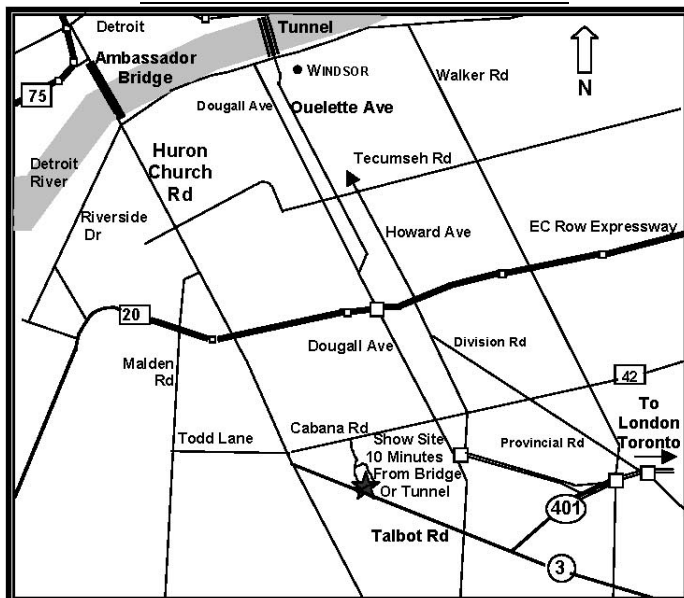 Detroit
Tunnel
Ambassador
Bridge
WINDSOR
Walker Rd
N
75
Dougall Ave
Ouelette Ave
Detroit
River
Huron
Church
Rd
Tecumseh Rd
Riverside
Dr
Howard Ave
EC Row Expressway
20
Malden
Rd
Dougall Ave
Division Rd
42
To
London
Toronto
Cabana Rd
Todd Lane
Show Site
10 Minutes
From Bridge
Or Tunnel
Provincial Rd
401
Talbot Rd
3